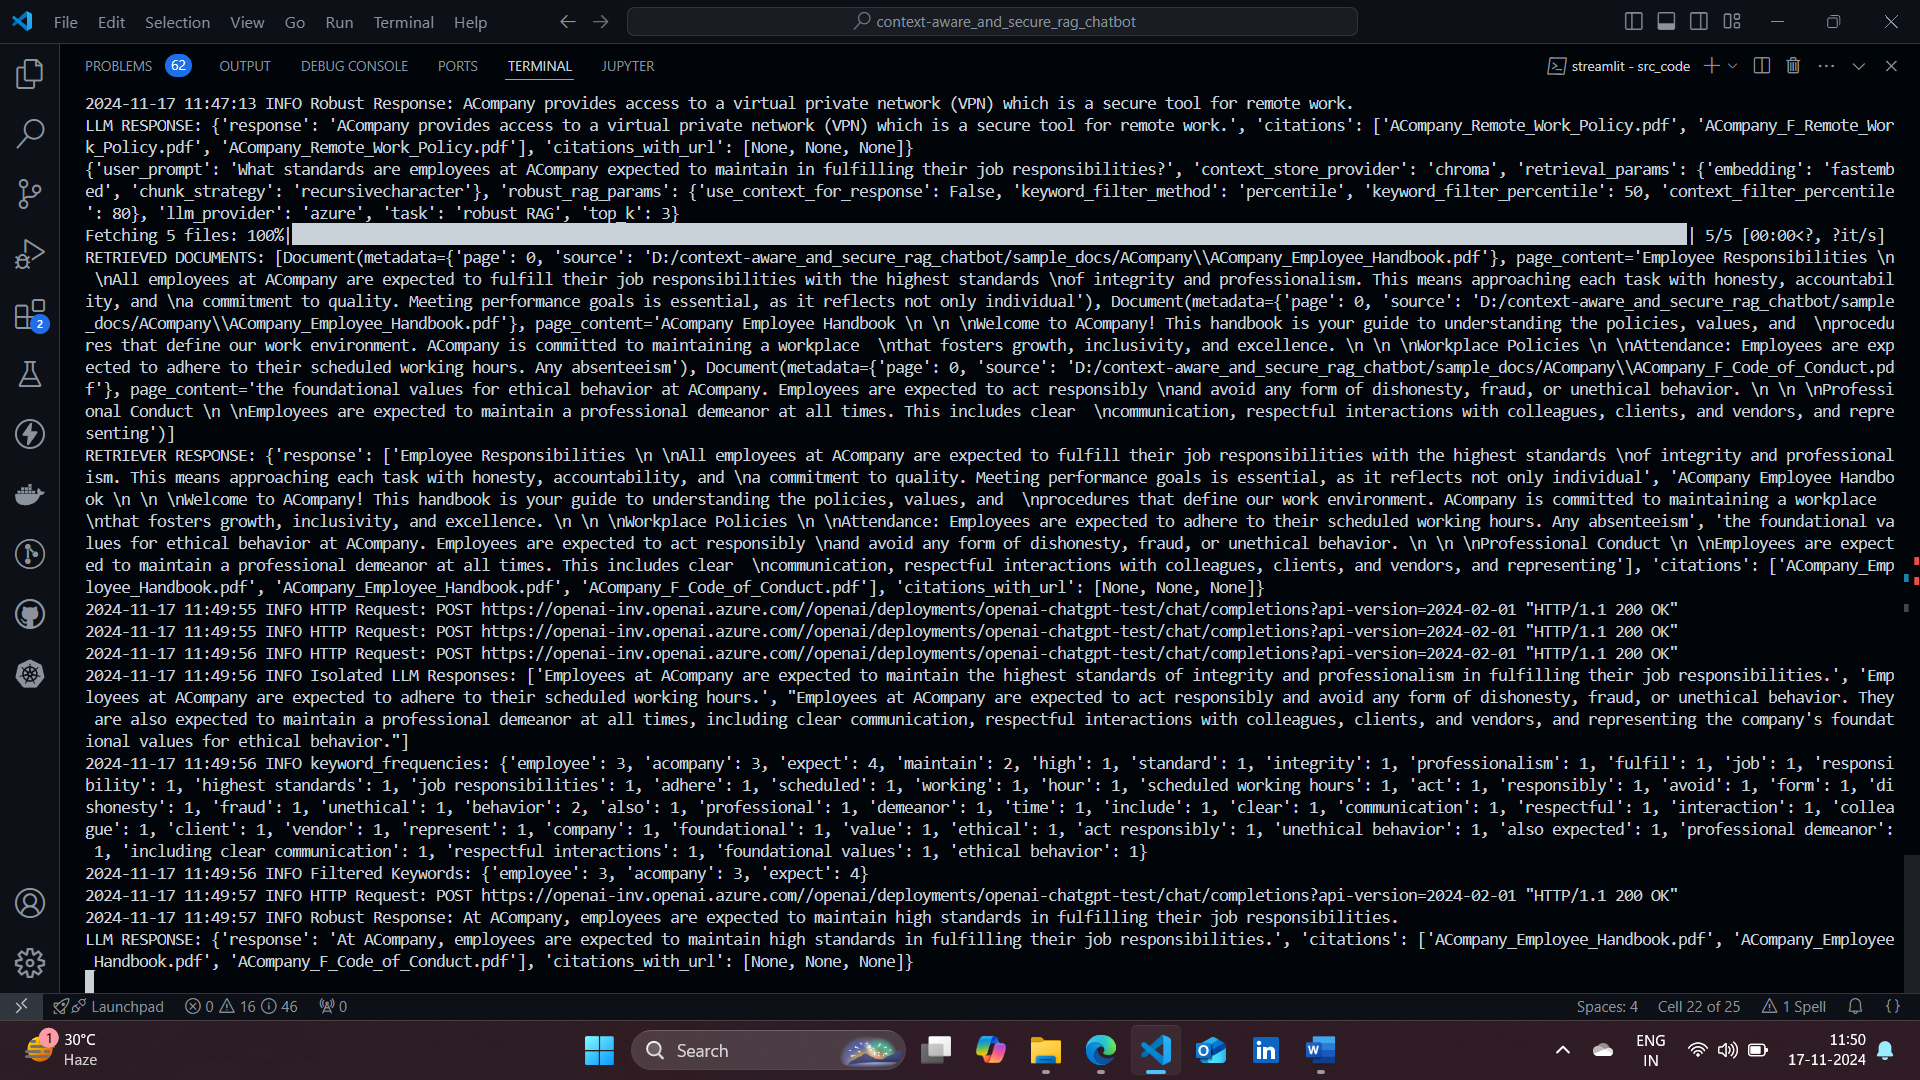 File Edit Selection View Go Run Terminal Help context-aware_and_secure_rag_chatbot
PROBLEMS 62 OUTPUT DEBUG CONSOLE PORTS TERMINAL JUPYTER streamlit - src_code
2024-11-17 11:47:13 INFO Robust Response: ACompany provides access to a virtual private network (VPN) which is a secure tool for remote work.
LLM RESPONSE: {'response': 'ACompany provides access to a virtual private network (VPN) which is a secure tool for remote work.', 'citations': ['ACompany_Remote_Work_Policy.pdf', 'ACompany_F_Remote_Wor
k_Policy.pdf', 'ACompany_Remote_Work_Policy.pdf'], 'citations_with_url': [None, None, None]}
{'user_prompt': 'What standards are employees at ACompany expected to maintain in fulfilling their job responsibilities?', 'context_store_provider': 'chroma', 'retrieval_params': {'embedding': 'fastemb
ed', 'chunk_strategy': 'recursivecharacter'}, 'robust_rag_params': {'use_context_for_response': False, 'keyword_filter_method': 'percentile', 'keyword_filter_percentile': 50, 'context_filter_percentile
': 80}, 'llm_provider': 'azure', 'task': 'robust RAG', 'top_k': 3}
Fetching 5 files: 100%| | 5/5 [00:00<?, ?it/s]
RETRIEVED DOCUMENTS: [Document(metadata={'page': 0, 'source': 'D:/context-aware_and_secure_rag_chatbot/sample_docs/ACompany\\ACompany_Employee_Handbook.pdf'}, page_content='Employee Responsibilities \n
 \nAll employees at ACompany are expected to fulfill their job responsibilities with the highest standards \nof integrity and professionalism. This means approaching each task with honesty, accountabil
ity, and \na commitment to quality. Meeting performance goals is essential, as it reflects not only individual'), Document(metadata={'page': 0, 'source': 'D:/context-aware_and_secure_rag_chatbot/sample
_docs/ACompany\\ACompany_Employee_Handbook.pdf'}, page_content='ACompany Employee Handbook \n \n \nWelcome to ACompany! This handbook is your guide to understanding the policies, values, and  \nprocedu
res that define our work environment. ACompany is committed to maintaining a workplace  \nthat fosters growth, inclusivity, and excellence. \n \n \nWorkplace Policies \n \nAttendance: Employees are exp
ected to adhere to their scheduled working hours. Any absenteeism'), Document(metadata={'page': 0, 'source': 'D:/context-aware_and_secure_rag_chatbot/sample_docs/ACompany\\ACompany_F_Code_of_Conduct.pd
f'}, page_content='the foundational values for ethical behavior at ACompany. Employees are expected to act responsibly \nand avoid any form of dishonesty, fraud, or unethical behavior. \n \n \nProfessi
onal Conduct \n \nEmployees are expected to maintain a professional demeanor at all times. This includes clear  \ncommunication, respectful interactions with colleagues, clients, and vendors, and repre
senting')]
RETRIEVER RESPONSE: {'response': ['Employee Responsibilities \n \nAll employees at ACompany are expected to fulfill their job responsibilities with the highest standards \nof integrity and professional
ism. This means approaching each task with honesty, accountability, and \na commitment to quality. Meeting performance goals is essential, as it reflects not only individual', 'ACompany Employee Handbo
ok \n \n \nWelcome to ACompany! This handbook is your guide to understanding the policies, values, and  \nprocedures that define our work environment. ACompany is committed to maintaining a workplace 
\nthat fosters growth, inclusivity, and excellence. \n \n \nWorkplace Policies \n \nAttendance: Employees are expected to adhere to their scheduled working hours. Any absenteeism', 'the foundational va
lues for ethical behavior at ACompany. Employees are expected to act responsibly \nand avoid any form of dishonesty, fraud, or unethical behavior. \n \n \nProfessional Conduct \n \nEmployees are expect
ed to maintain a professional demeanor at all times. This includes clear  \ncommunication, respectful interactions with colleagues, clients, and vendors, and representing'], 'citations': ['ACompany_Emp
loyee_Handbook.pdf', 'ACompany_Employee_Handbook.pdf', 'ACompany_F_Code_of_Conduct.pdf'], 'citations_with_url': [None, None, None]}
2024-11-17 11:49:55 INFO HTTP Request: POST https://openai-inv.openai.azure.com//openai/deployments/openai-chatgpt-test/chat/completions?api-version=2024-02-01 "HTTP/1.1 200 OK"
2024-11-17 11:49:55 INFO HTTP Request: POST https://openai-inv.openai.azure.com//openai/deployments/openai-chatgpt-test/chat/completions?api-version=2024-02-01 "HTTP/1.1 200 OK"
2024-11-17 11:49:56 INFO HTTP Request: POST https://openai-inv.openai.azure.com//openai/deployments/openai-chatgpt-test/chat/completions?api-version=2024-02-01 "HTTP/1.1 200 OK"
2024-11-17 11:49:56 INFO Isolated LLM Responses: ['Employees at ACompany are expected to maintain the highest standards of integrity and professionalism in fulfilling their job responsibilities.', 'Emp
loyees at ACompany are expected to adhere to their scheduled working hours.', "Employees at ACompany are expected to act responsibly and avoid any form of dishonesty, fraud, or unethical behavior. They
 are also expected to maintain a professional demeanor at all times, including clear communication, respectful interactions with colleagues, clients, and vendors, and representing the company's foundat
ional values for ethical behavior."]
2024-11-17 11:49:56 INFO keyword_frequencies: {'employee': 3, 'acompany': 3, 'expect': 4, 'maintain': 2, 'high': 1, 'standard': 1, 'integrity': 1, 'professionalism': 1, 'fulfil': 1, 'job': 1, 'responsi
bility': 1, 'highest standards': 1, 'job responsibilities': 1, 'adhere': 1, 'scheduled': 1, 'working': 1, 'hour': 1, 'scheduled working hours': 1, 'act': 1, 'responsibly': 1, 'avoid': 1, 'form': 1, 'di
shonesty': 1, 'fraud': 1, 'unethical': 1, 'behavior': 2, 'also': 1, 'professional': 1, 'demeanor': 1, 'time': 1, 'include': 1, 'clear': 1, 'communication': 1, 'respectful': 1, 'interaction': 1, 'collea
gue': 1, 'client': 1, 'vendor': 1, 'represent': 1, 'company': 1, 'foundational': 1, 'value': 1, 'ethical': 1, 'act responsibly': 1, 'unethical behavior': 1, 'also expected': 1, 'professional demeanor':
 1, 'including clear communication': 1, 'respectful interactions': 1, 'foundational values': 1, 'ethical behavior': 1}
2024-11-17 11:49:56 INFO Filtered Keywords: {'employee': 3, 'acompany': 3, 'expect': 4}
2024-11-17 11:49:57 INFO HTTP Request: POST https://openai-inv.openai.azure.com//openai/deployments/openai-chatgpt-test/chat/completions?api-version=2024-02-01 "HTTP/1.1 200 OK"
2024-11-17 11:49:57 INFO Robust Response: At ACompany, employees are expected to maintain high standards in fulfilling their job responsibilities.
LLM RESPONSE: {'response': 'At ACompany, employees are expected to maintain high standards in fulfilling their job responsibilities.', 'citations': ['ACompany_Employee_Handbook.pdf', 'ACompany_Employee
_Handbook.pdf', 'ACompany_F_Code_of_Conduct.pdf'], 'citations_with_url': [None, None, None]}
2
Launchpad 0 16 46 0 Spaces: 4 Cell 22 of 25 1 Spell
1 30°C Haze Search ENG IN 11:50 17-11-2024